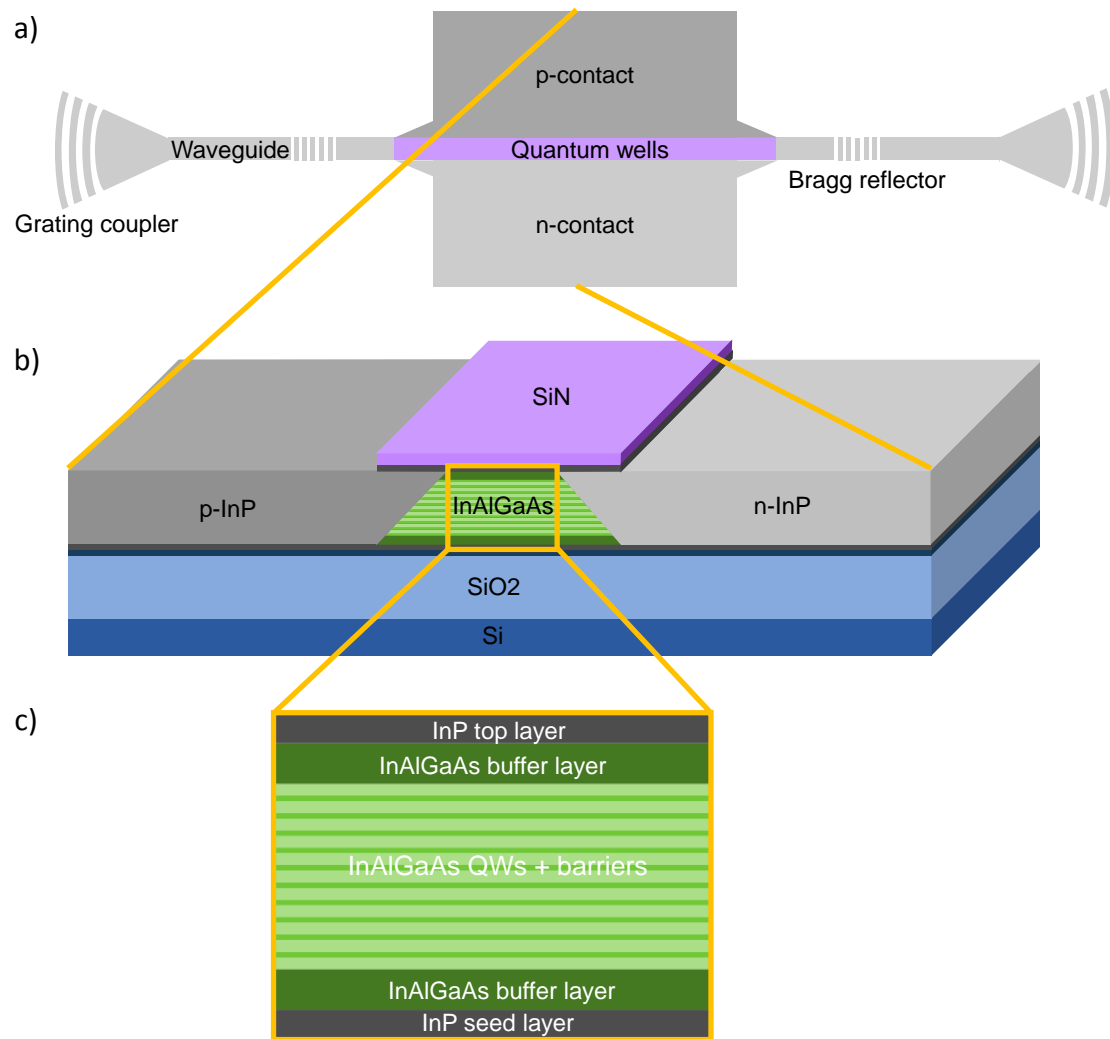 a)
p-contact
Waveguide
Quantum wells
Bragg reflector
Grating coupler
n-contact
b)
SiN
p-InP
InAlGaAs
n-InP
SiO2
Si
c)
InP top layer
InAlGaAs buffer layer
InAlGaAs QWs + barriers
InAlGaAs buffer layer
InP seed layer